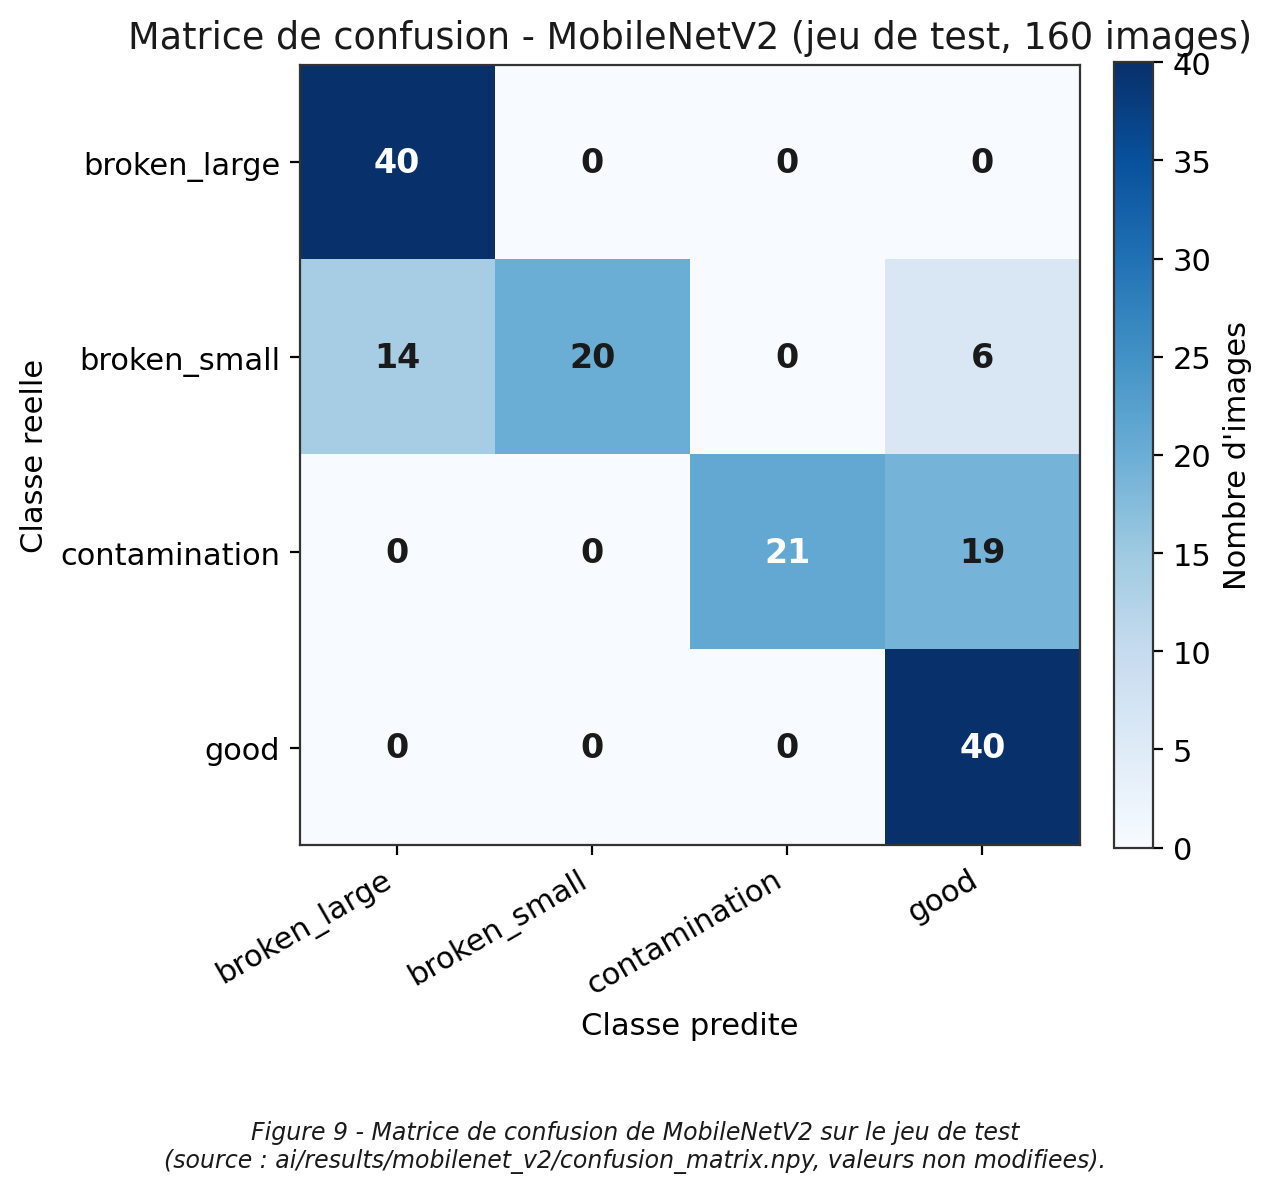 Matrice de confusion - MobileNetV2 (jeu de test, 160 images)
broken_large
40 0 0 0
broken_small
14 20 0 6
contamination
0 0 21 19
good
0 0 0 40
Classe reelle
broken_large
broken_small
contamination
good
Classe predite
40
35
30
25
20
15
10
5
0
Nombre d'images
Figure 9 - Matrice de confusion de MobileNetV2 sur le jeu de test
(source : ai/results/mobilenet_v2/confusion_matrix.npy, valeurs non modifiees).